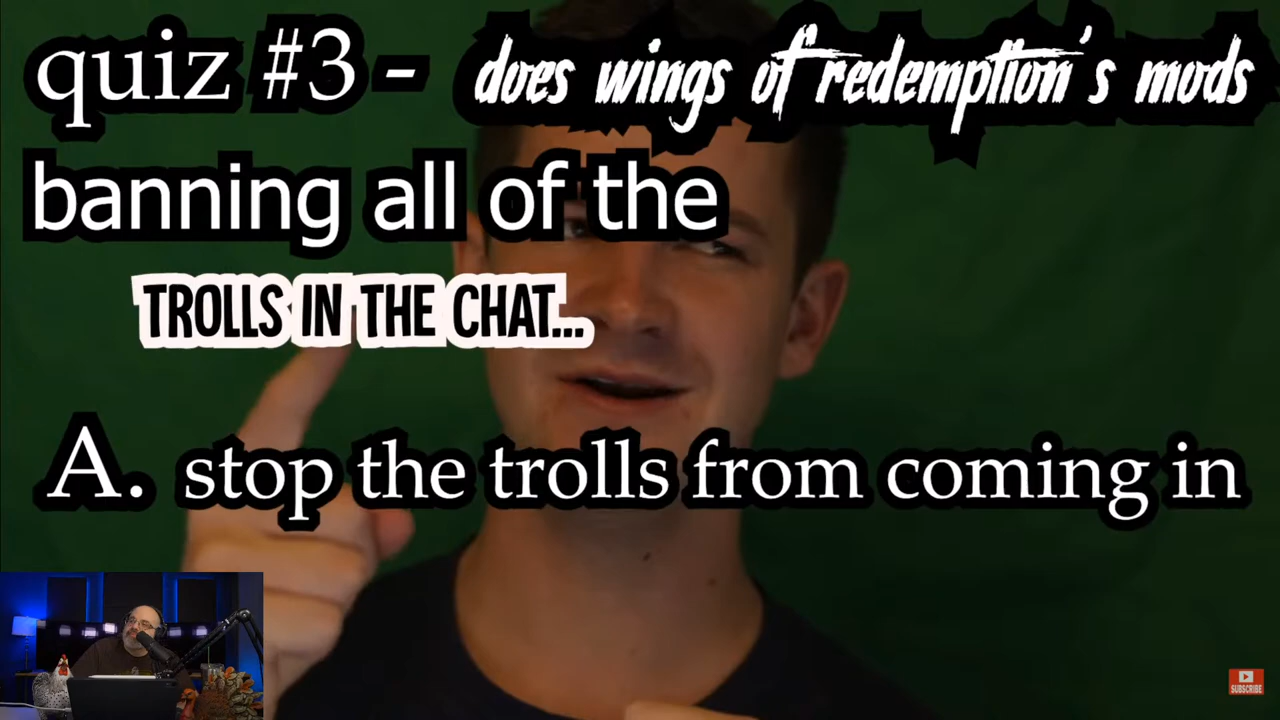 quiz #3 - does wings of redemption's mods
banning all of the
TROLLS IN THE CHAT...
A. stop the trolls from coming in
SUBSCRIBE